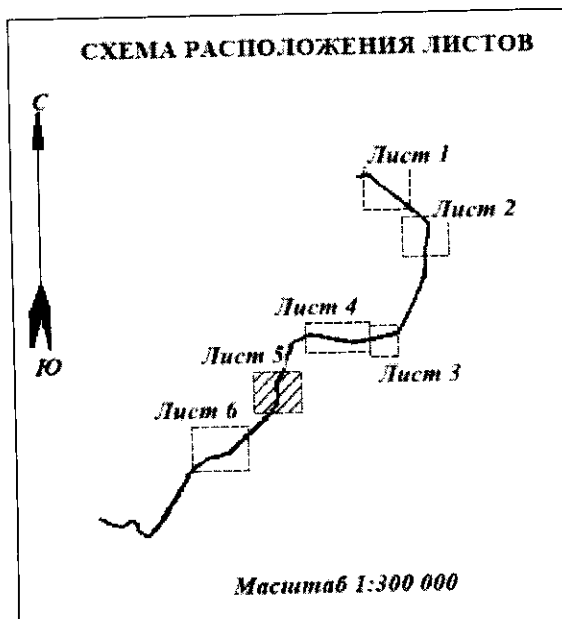 СХЕМА РАСПОЛОЖЕНИЯ ЛИСТОВ
С
Лист 1
Лист 2
Лист 4
Лист 5
Ю
Лист 3
Лист 6
Масштаб 1:300 000